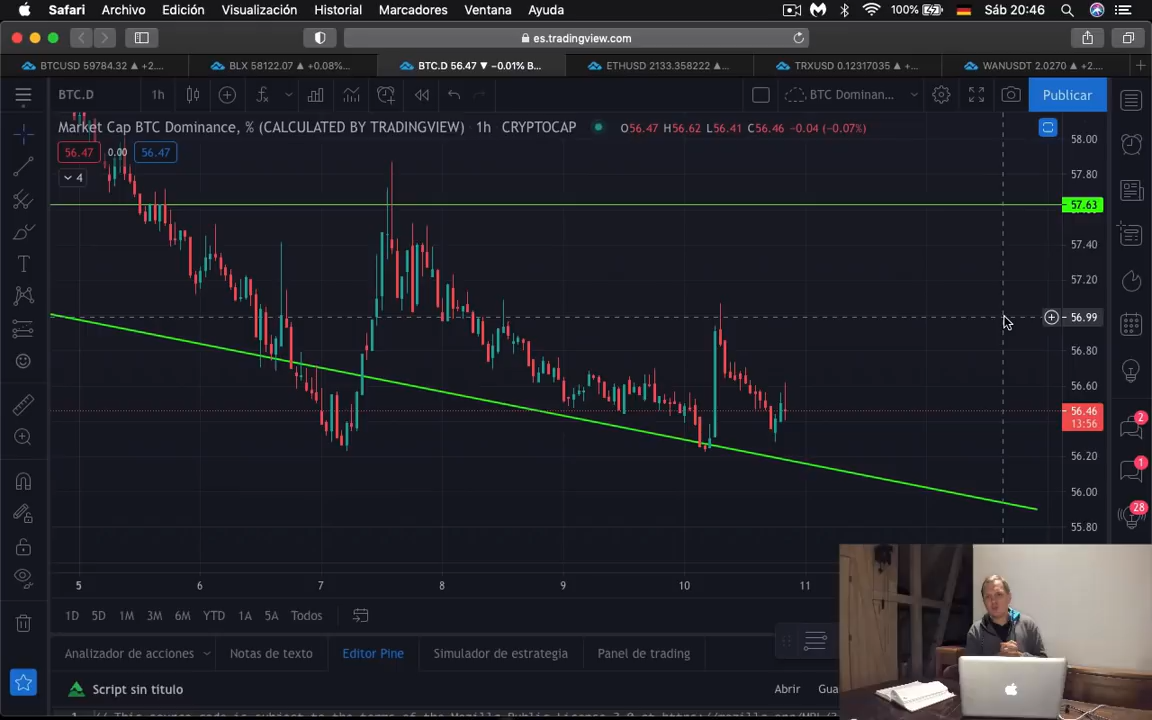 Safari Archivo Edición Visualización Historial Marcadores Ventana Ayuda 100% Sáb 20:46
es.tradingview.com
BTCUSD 59784.32 ▲ +2.... BLX 58122.07 ▲ +0.08%... BTC.D 56.47 ▼ −0.01% B... ETHUSD 2133.358222 ▲... TRXUSD 0.12317035 ▲ +... WANUSDT 2.0270 ▲ +2....
BTC.D 1h BTC Dominan... Publicar
Market Cap BTC Dominance, % (CALCULATED BY TRADINGVIEW) 1h CRYPTOCAP O56.47 H56.62 L56.41 C56.46 -0.04 (-0.07%)
58.00
56.47 0.00 56.47
57.80
4
57.63
57.40
57.20
56.99
56.80
56.60
56.46
13:56
2
56.20
1
56.00
28
55.80
5 6 7 8 9 10 11
1D 5D 1M 3M 6M YTD 1A 5A Todos
Analizador de acciones Notas de texto Editor Pine Simulador de estrategia Panel de trading
Script sin título Abrir Gua